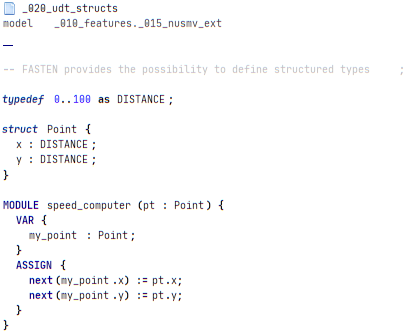 _020_udt_structs
model _010_features._015_nusmv_ext
-- FASTEN provides the possibility to define structured types ;
typedef 0..100 as DISTANCE ;
struct Point {
x : DISTANCE ;
y : DISTANCE ;
}
MODULE speed_computer (pt : Point) {
VAR {
my_point : Point;
}
ASSIGN {
next(my_point .x) := pt.x;
next(my_point .y) := pt.y;
}
}